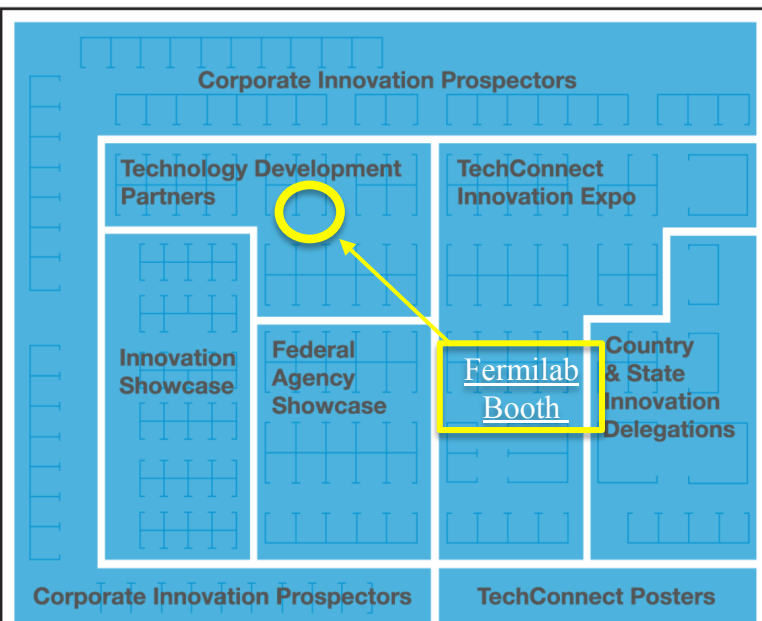 Corporate Innovation Prospectors
Technology Development
Partners
TechConnect
Innovation Expo
Innovation
Showcase
Federal
Agency
Showcase
Fermilab
Booth
Country
& State
Innovation
Delegations
Corporate Innovation Prospectors
TechConnect Posters